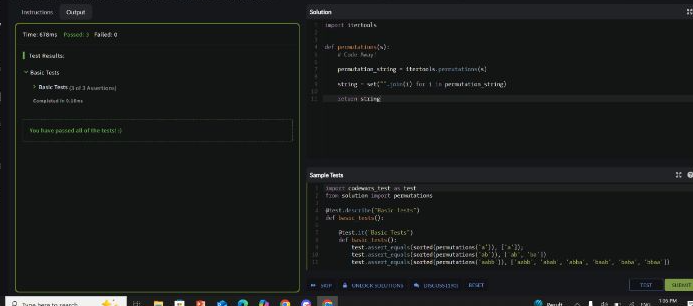 Instructions Output
Time: 678ms Passed: 3 Failed: 0
Test Results:
Basic Tests
Basic Tests (3 of 3 Assertions)
Completed in 9.18ms
You have passed all of the tests! :)
Solution
1 import itertools
2
3
4 def permutations(s):
5 # Code Away!
6
7 permutation_string = itertools.permutations(s)
8
9 string = set("".join(i) for i in permutation_string)
10
11 return string
Sample Tests
1 import codewars_test as test
2 from solution import permutations
3
4 @test.describe("Basic Tests")
5 def basic_tests():
6
7 @test.it("Basic Tests")
8 def basic_tests():
9 test.assert_equals(sorted(permutations('a')), ['a']);
10 test.assert_equals(sorted(permutations('ab')), ['ab', 'ba'])
11 test.assert_equals(sorted(permutations('aabb')), ['aabb', 'abab', 'abba', 'baab', 'baba', 'bbaa'])
SKIP UNLOCK SOLUTIONS DISCUSS RESET TEST SUBMIT
Type here to search
ENG 1:06 PM